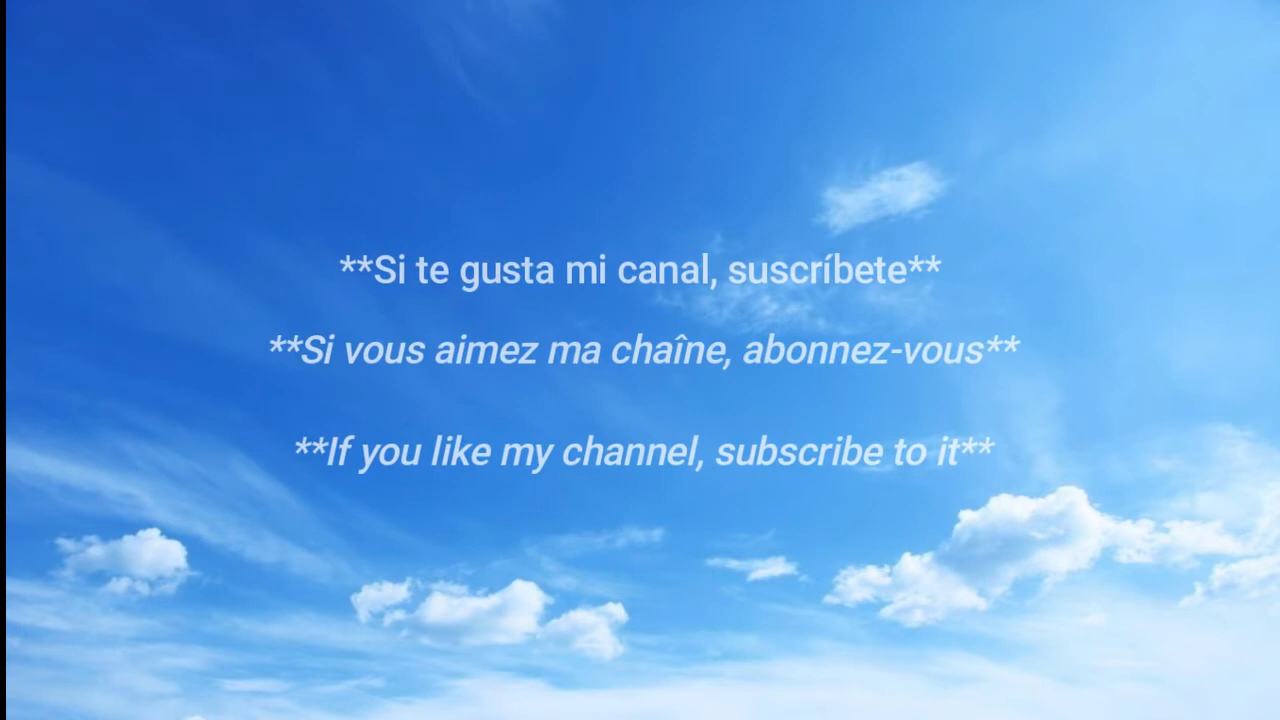 **Si te gusta mi canal, suscríbete**
**Si vous aimez ma chaîne, abonnez-vous**
**If you like my channel, subscribe to it**